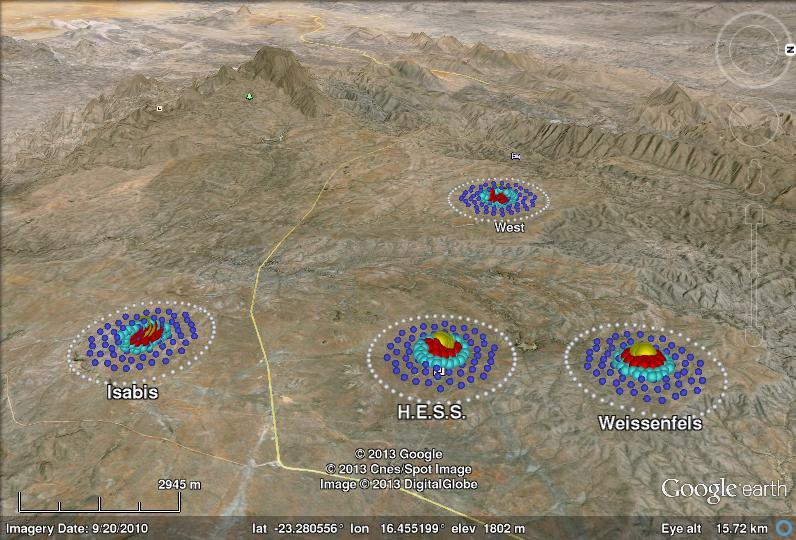 N
West
Isabis
H.E.S.S.
Weissenfels
© 2013 Google
© 2013 Cnes/Spot Image
Image © 2013 DigitalGlobe
2945 m
Google earth
Imagery Date: 9/20/2010 lat -23.280556° lon 16.455199° elev 1802 m Eye alt 15.72 km